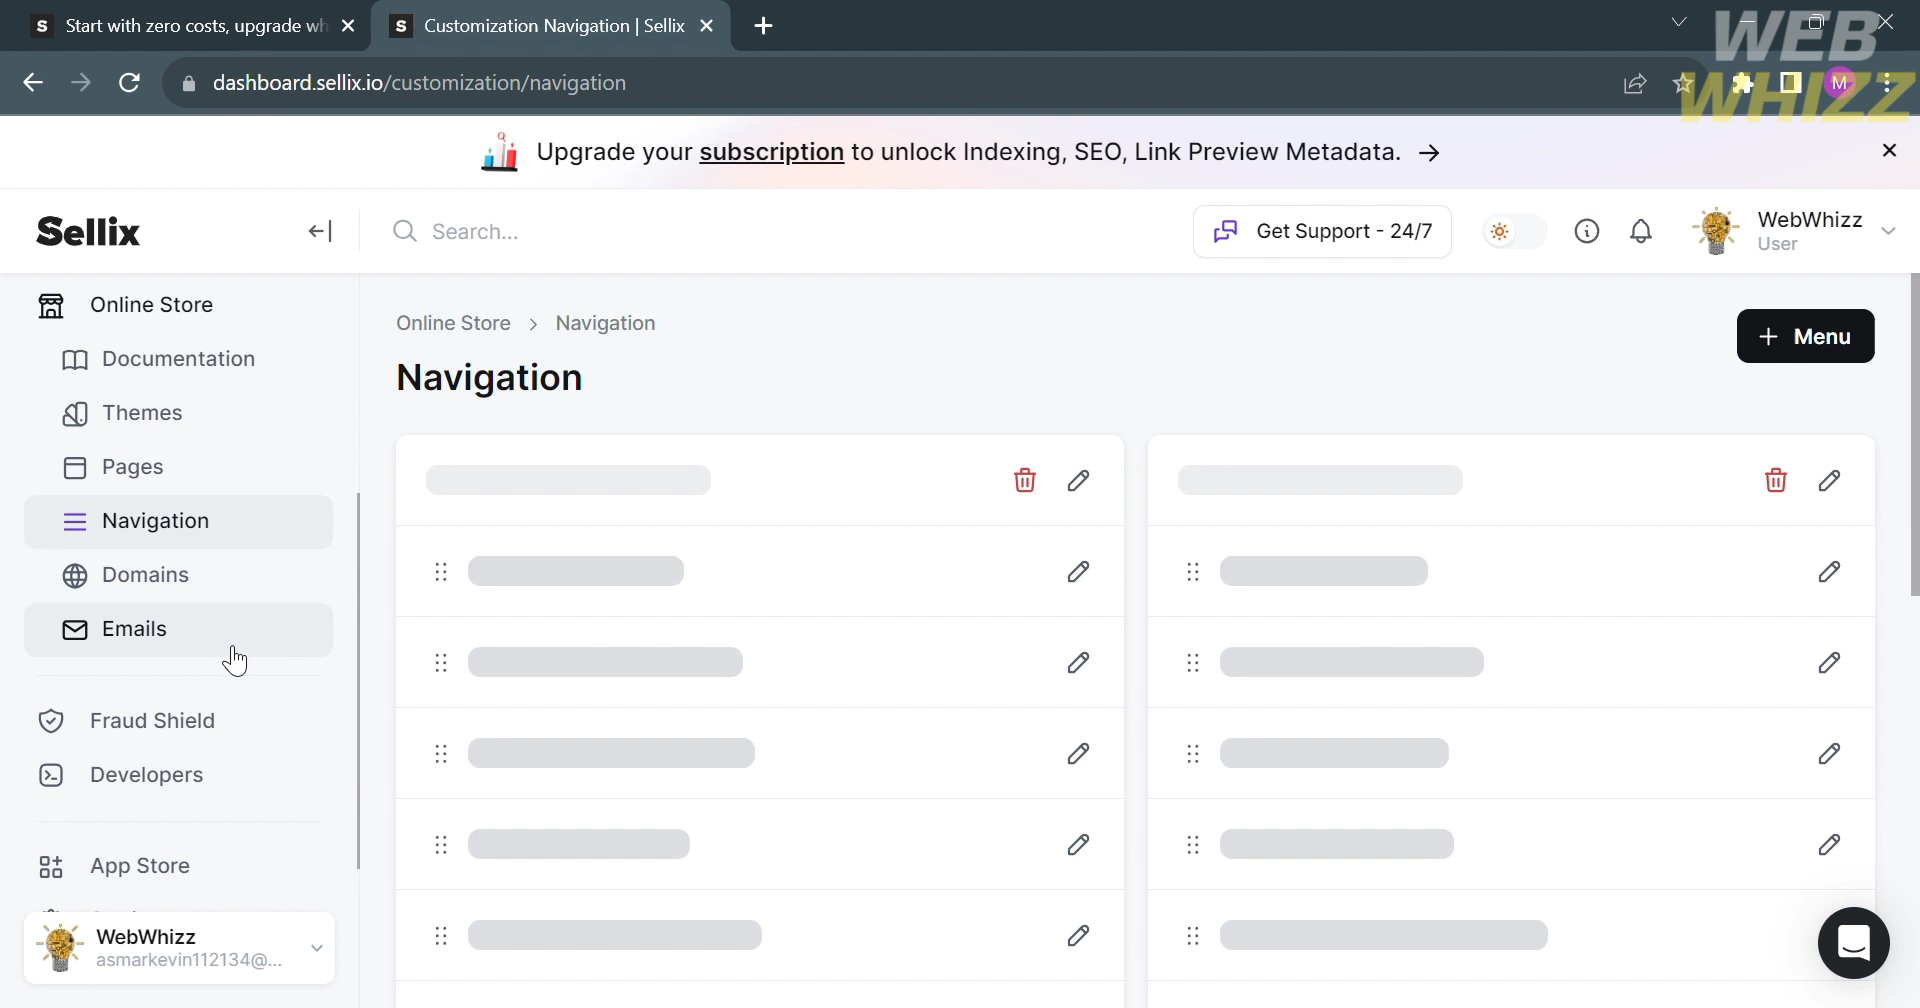 S Start with zero costs, upgrade wh
S Customization Navigation | Sellix
WEB
WHIZZ
dashboard.sellix.io/customization/navigation
M
Upgrade your subscription to unlock Indexing, SEO, Link Preview Metadata. →
Sellix
Search...
Get Support - 24/7
WebWhizz
User
Online Store
Documentation
Themes
Pages
Navigation
Domains
Emails
Fraud Shield
Developers
App Store
WebWhizz
asmarkevin112134@...
Online Store > Navigation
Navigation
+ Menu